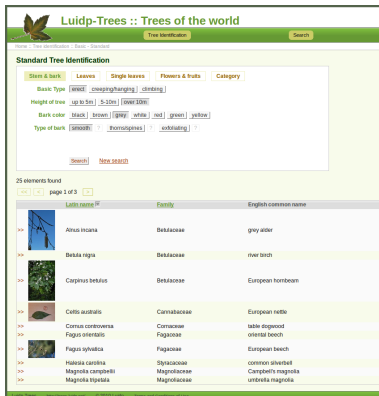 Luidp-Trees :: Trees of the world
Tree Identification Search
Home :: Tree Identification :: Basic - Standard
Standard Tree Identification
Stem & bark Leaves Single leaves Flowers & fruits Category
Basic Type erect creeping/hanging climbing
Height of tree up to 5m 5-10m over 10m
Bark color black brown grey white red green yellow
Type of bark smooth ? thorns/spines ? exfoliating ?
Search New search
25 elements found
<< < page 1 of 3 >
Latin name Family English common name
>> Alnus incana Betulaceae grey alder
>> Betula nigra Betulaceae river birch
>> Carpinus betulus Betulaceae European hornbeam
>> Celtis australis Cannabaceae European nettle
>> Cornus controversa Cornaceae table dogwood
>> Fagus orientalis Fagaceae oriental beech
>> Fagus sylvatica Fagaceae European beech
>> Halesia carolina Styracaceae common silverbell
>> Magnolia campbellii Magnoliaceae Campbell's magnolia
>> Magnolia tripetala Magnoliaceae umbrella magnolia